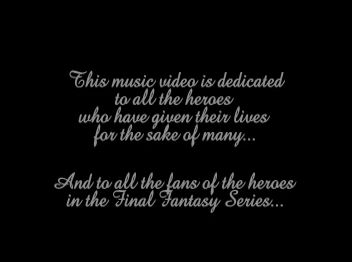 This music video is dedicated
to all the heroes
who have given their lives
for the sake of many...
And to all the fans of the heroes
in the Final Fantasy Series...